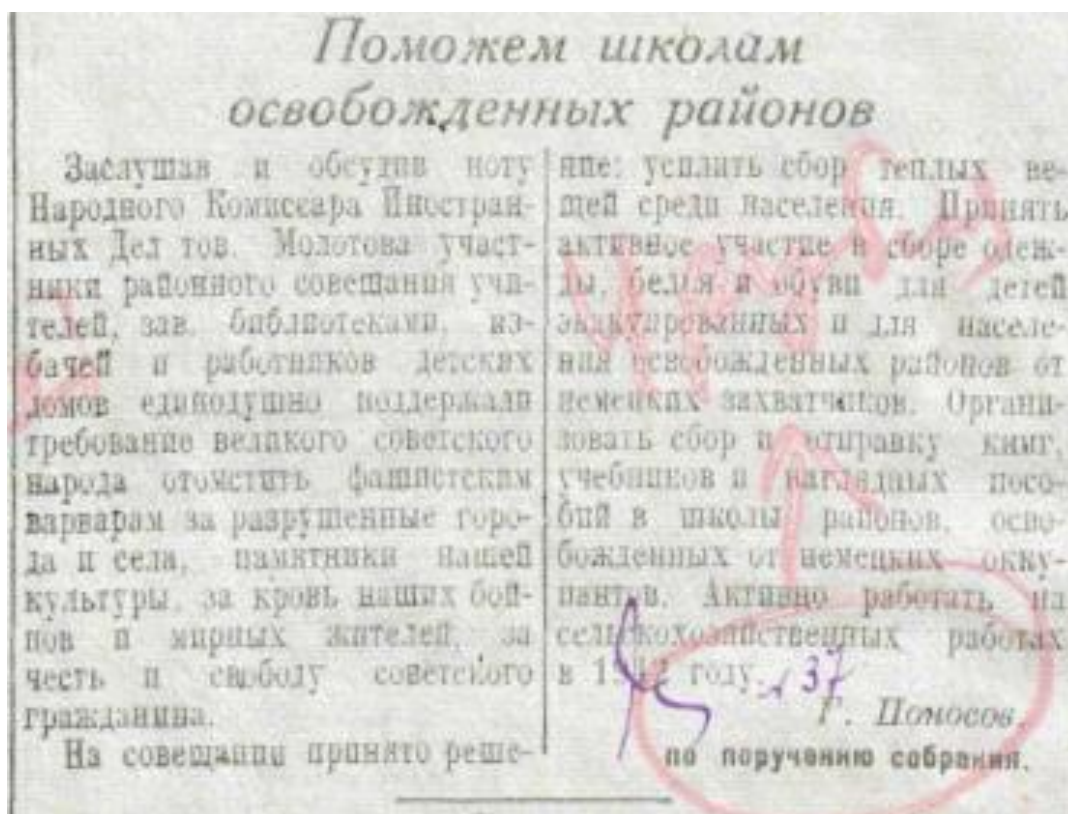 Поможем школам
освобожденных районов
Заслушав и обсудив ноту
Народного Комиссара Иностран-
ных Дел тов. Молотова участ-
ники районного совещания учи-
телей, зав. библиотеками, из-
бачей и работников детских
домов единодушно поддержали
требование великого советского
народа отомстить фашистским
варварам за разрушенные горо-
да и села, памятники нашей
культуры, за кровь наших бой-
цов и мирных жителей, за
честь и свободу советского
гражданина.
На совещании принято реше-
ние: усилить сбор теплых ве-
щей среди населения. Принять
активное участие в сборе одеж-
ды, белья и обуви для детей
эвакуированных и для населе-
ния освобожденных районов от
немецких захватчиков. Органи-
зовать сбор и отправку книг,
учебников и наглядных посо-
бий в школы районов, осво-
божденных от немецких окку-
пантов. Активно работать на
сельскохозяйственных работах
в 1942 году.
37
Г. Поносов.
по поручению собрания.